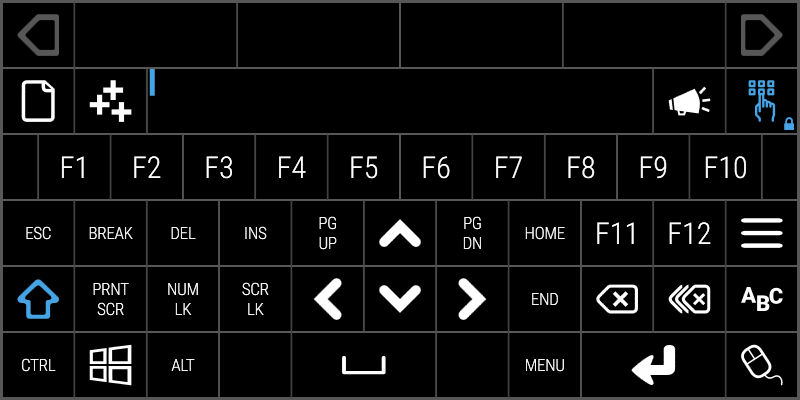 F1 F2 F3 F4 F5 F6 F7 F8 F9 F10
ESC BREAK DEL INS PG UP PG DN HOME F11 F12
PRNT SCR NUM LK SCR LK END ABC
CTRL ALT MENU